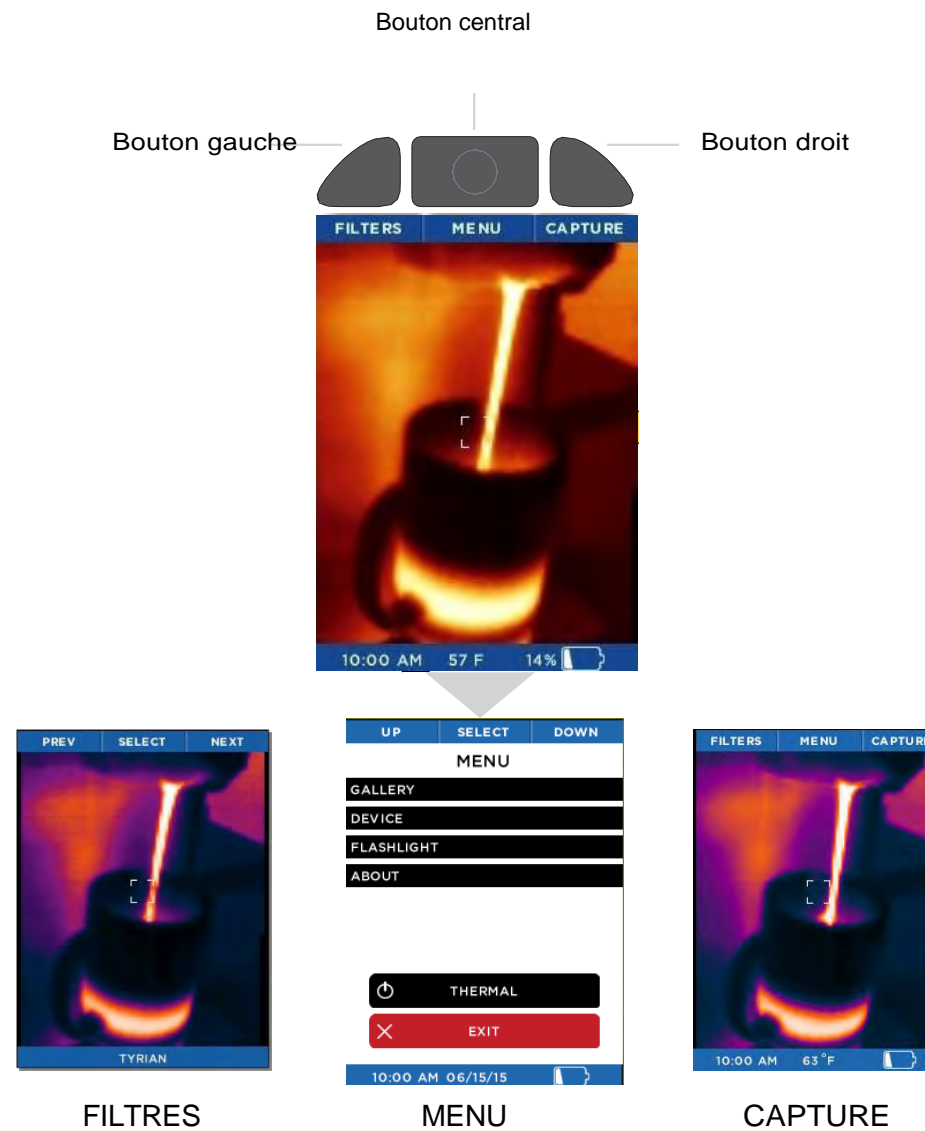 Bouton central
Bouton gauche
Bouton droit
FILTERS MENU CAPTURE
10:00 AM 57 F 14%
PREV SELECT NEXT
TYRIAN
UP SELECT DOWN
MENU
GALLERY
DEVICE
FLASHLIGHT
ABOUT
THERMAL
EXIT
10:00 AM 06/15/15
FILTERS MENU CAPTURE
10:00 AM 63°F
FILTRES
MENU
CAPTURE